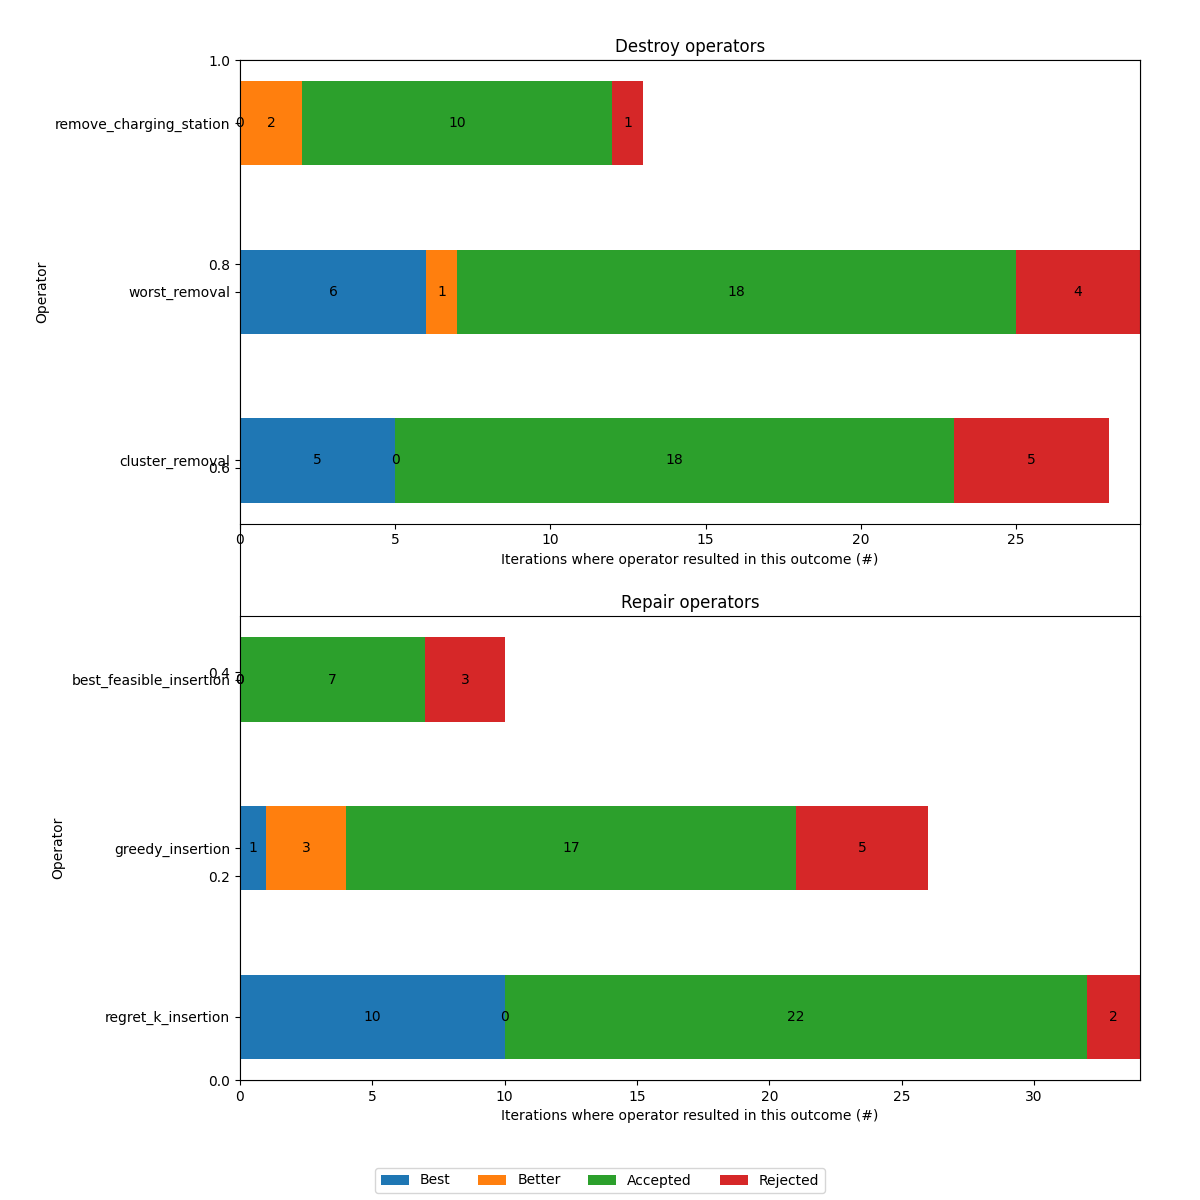 Destroy operators
1.0
remove_charging_station 0 2 10 1
0.8
worst_removal 6 1 18 4
Operator
cluster_removal 5 0 18 5
0.6
0 5 10 15 20 25
Iterations where operator resulted in this outcome (#)
Repair operators
0.4
best_feasible_insertion 0 0 7 3
greedy_insertion 1 3 17 5
Operator
0.2
regret_k_insertion 10 0 22 2
0.0
0 5 10 15 20 25 30
Iterations where operator resulted in this outcome (#)
Best Better Accepted Rejected